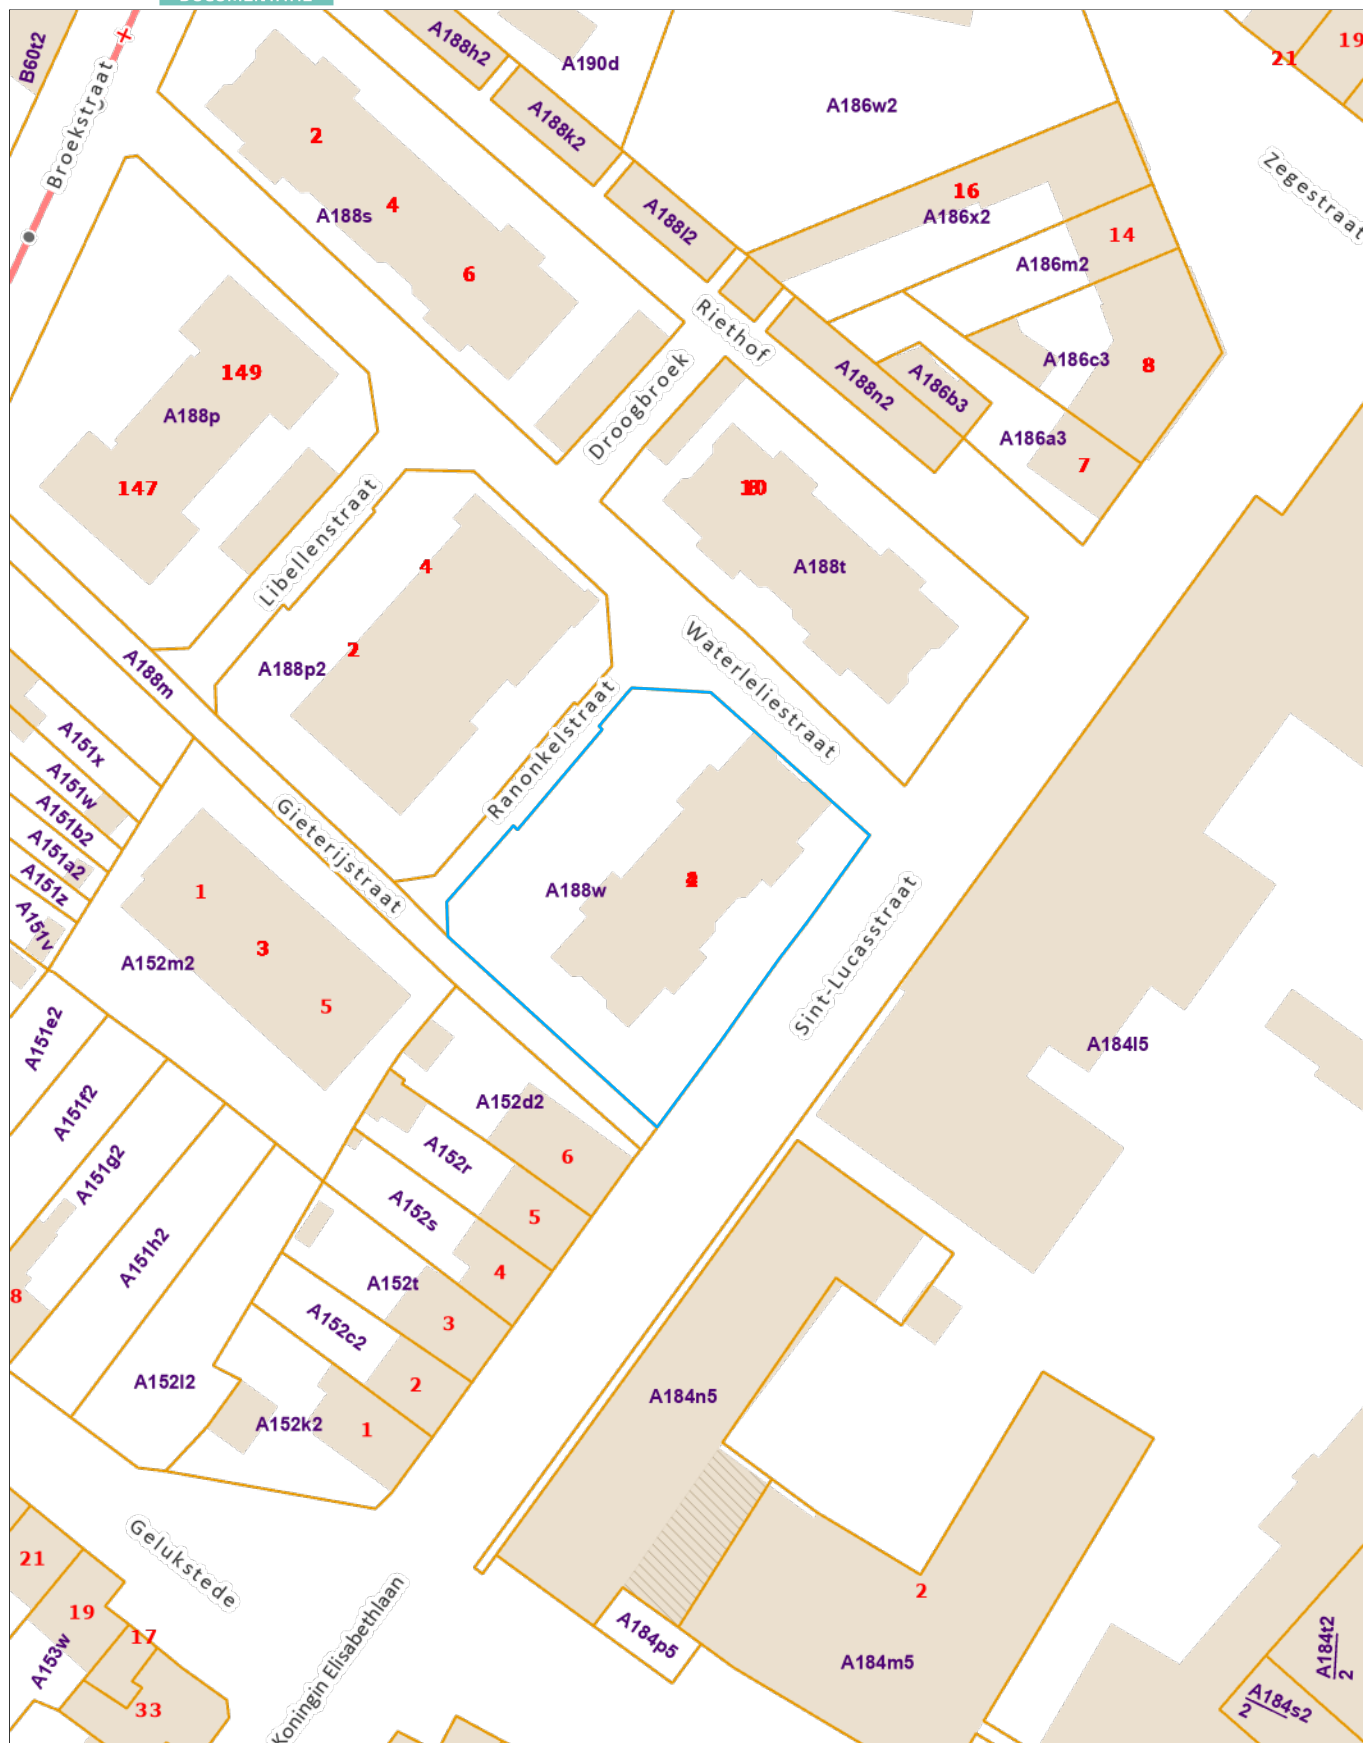 B60t2
Broekstraat
A188h2
A190d
A188k2
A186w2
21
19
Zegestraat
2
4
6
A188s
A188l2
16
A186x2
14
A186m2
Riethof
Droogbroek
A186c3
8
A188n2
A186b3
A186a3
7
149
A188p
147
Libellenstraat
4
2
A188p2
A188t
Waterleliestraat
A188m
Ranonkelstraat
A151x
A151w
A151b2
A151a2
A151z
A151v
Gieterijstraat
1
3
5
A152m2
A188w
Sint-Lucasstraat
A184l5
A151e2
A151f2
A151g2
A151h2
A152d2
6
A152r
5
A152s
4
A152t
3
A152c2
2
8
A152l2
A152k2
1
A184n5
Gelukstede
Koningin Elisabethlaan
21
19
17
A153w
33
A184p5
2
A184m5
A184t2
2
A184s2
2